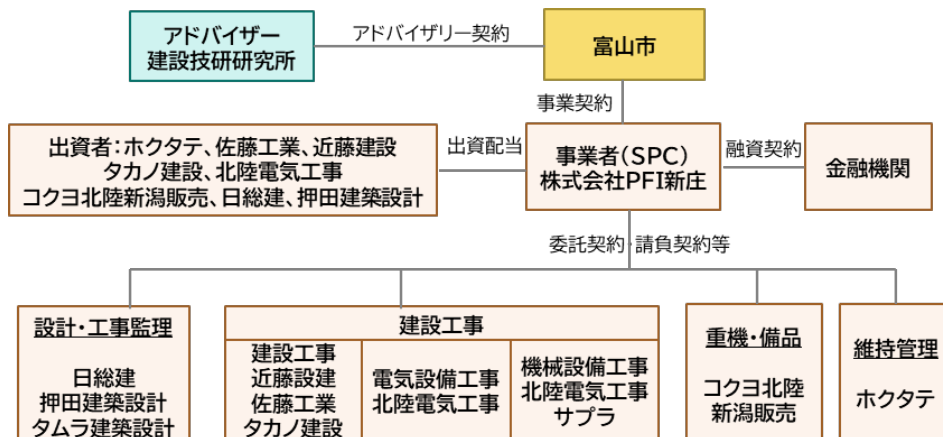 アドバイザー
建設技研研究所
アドバイザリー契約
富山市
事業契約
出資者：ホクタテ、佐藤工業、近藤建設
タカノ建設、北陸電気工事
コクヨ北陸新潟販売、日総建、押田建築設計
出資配当
事業者（SPC）
株式会社PFI新庄
融資契約
金融機関
委託契約・請負契約等
設計・工事監理
日総建
押田建築設計
タムラ建築設計
建設工事
建設工事
近藤設建
佐藤工業
タカノ建設
電気設備工事
北陸電気工事
機械設備工事
北陸電気工事
サプラ
重機・備品
コクヨ北陸
新潟販売
維持管理
ホクタテ